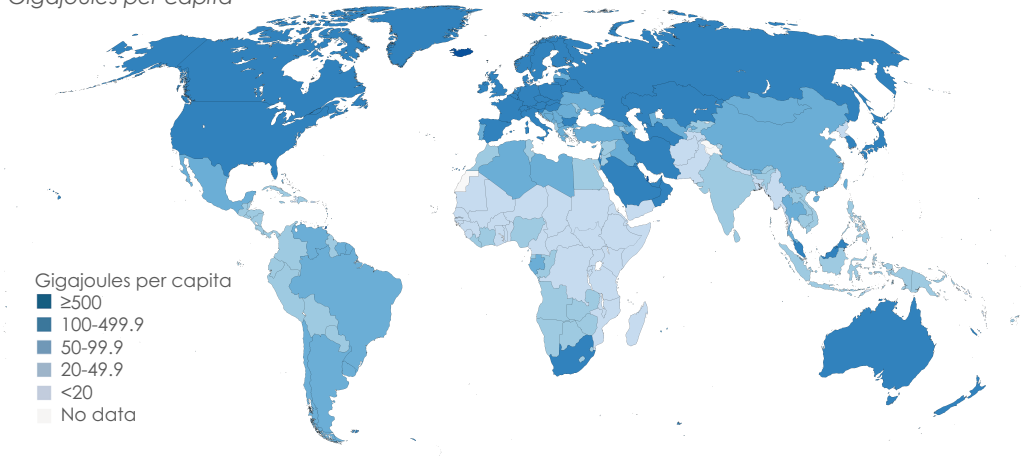 Gigajoules per capita
Gigajoules per capita
≥500
100-499.9
50-99.9
20-49.9
<20
No data